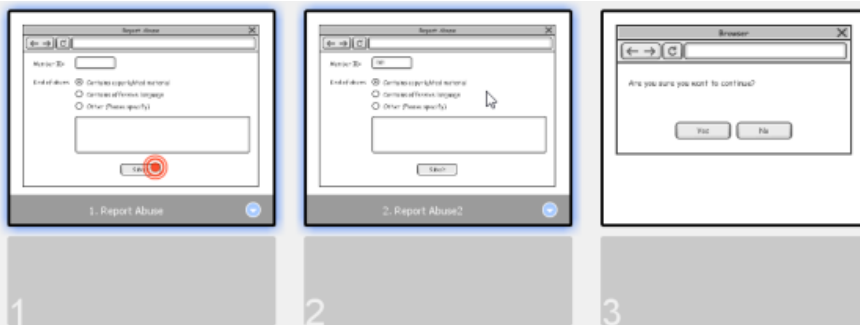 Report Abuse
Member ID:
Kind of abuse:
Contains copyrighted material
Contains offensive language
Other (Please specify)
1. Report Abuse
Report Abuse
Member ID:
Kind of abuse:
Contains copyrighted material
Contains offensive language
Other (Please specify)
Submit
2. Report Abuse2
Browser
Are you sure you want to continue?
Yes
No
1
2
3